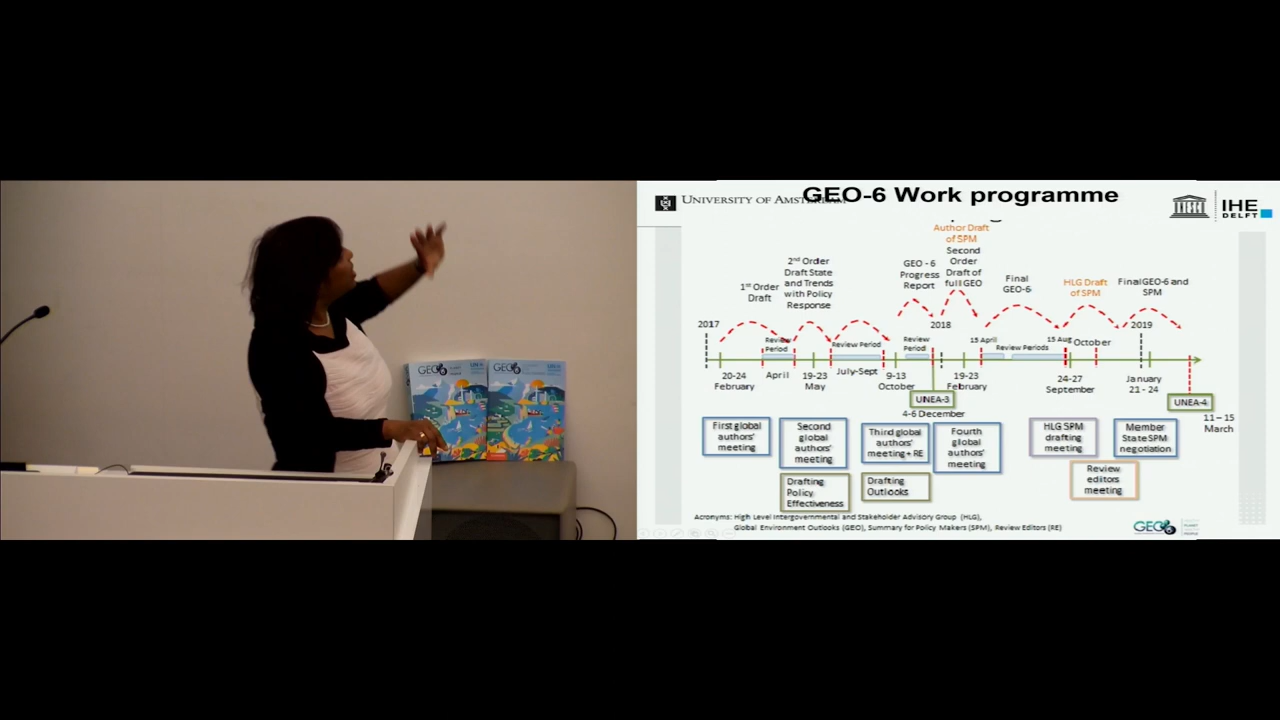 UNIVERSITY OF AMSTERDAM
GEO-6 Work programme
IHE
DELFT
Author Draft
of SPM
Second
Order
Draft of
full GEO
2nd Order
Draft State
and Trends
with Policy
Response
1st Order
Draft
GEO - 6
Progress
Report
Final
GEO-6
HLG Draft
of SPM
Final GEO-6 and
SPM
2017
2018
2019
Review
Period
Review Period
Review
Period
15 April
Review Periods
15 Aug
October
20-24
February
April
19-23
May
July-Sept
9-13
October
19-23
February
24-27
September
January
21 - 24
UNEA-3
4-6 December
UNEA-4
11 – 15
March
First global
authors'
meeting
Second
global
authors'
meeting
Third global
authors'
meeting + RE
Fourth
global
authors'
meeting
HLG SPM
drafting
meeting
Member
State SPM
negotiation
Drafting
Policy
Effectiveness
Drafting
Outlooks
Review
editors
meeting
Acronyms: High Level Intergovernmental and Stakeholder Advisory Group (HLG),
Global Environment Outlooks (GEO), Summary for Policy Makers (SPM), Review Editors (RE)
GEO6
GEO6
GEO6